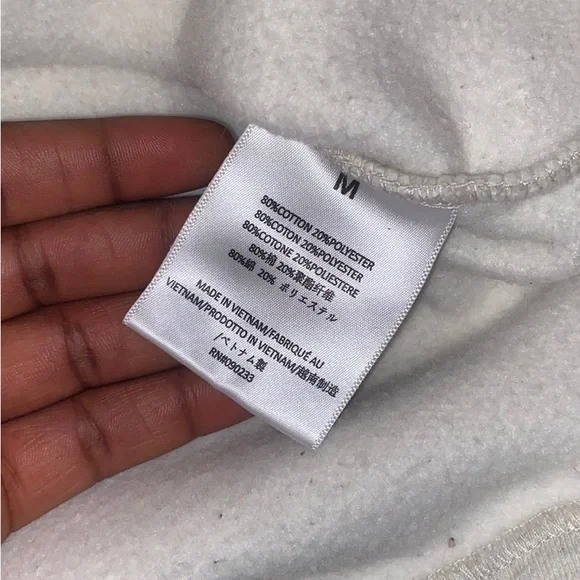 M
80%COTTON 20%POLYESTER
80%COTON 20%POLYESTER
80%COTONE 20%POLIESTERE
80%棉 20%聚酯纤维
80%綿 20% ポリエステル
MADE IN VIETNAM/FABRIQUÉ AU
VIETNAM/PRODOTTO IN VIETNAM/越南制造
/ベトナム製
RN#090233